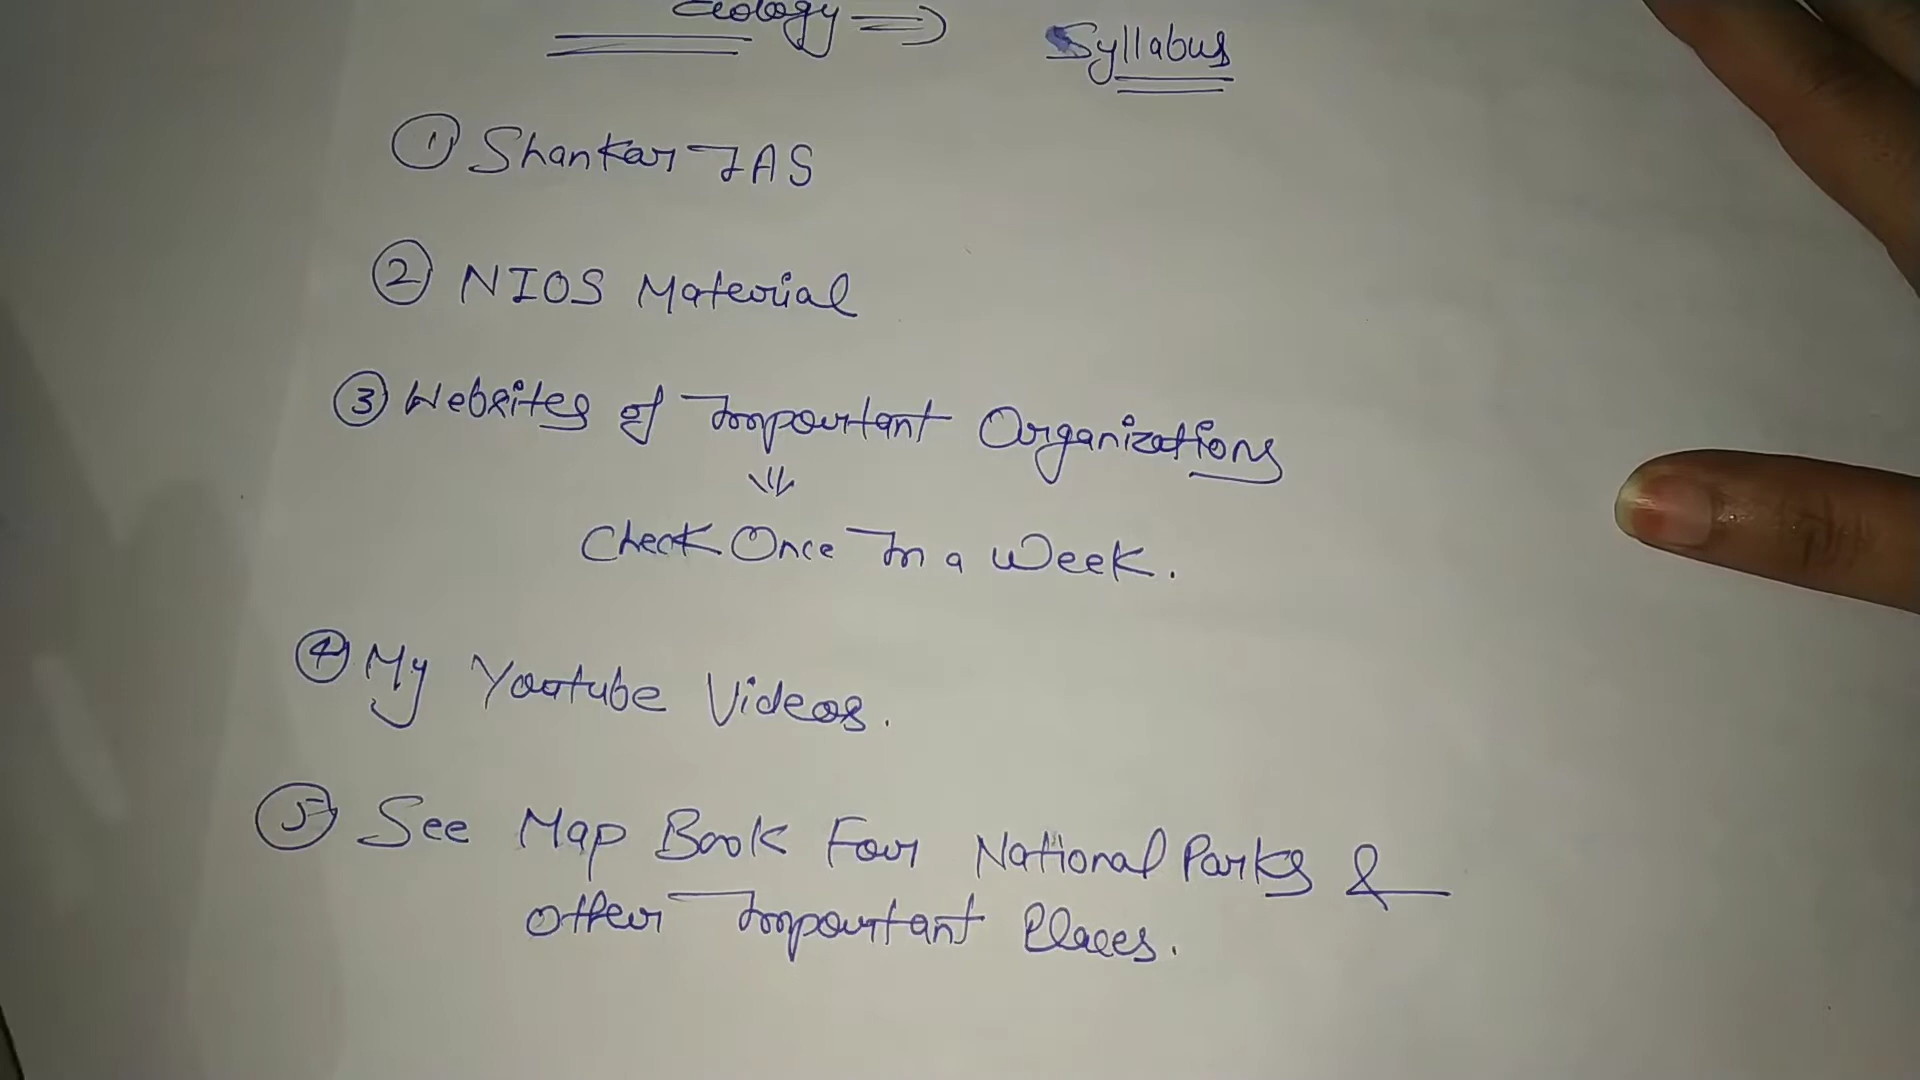 Ecology => Syllabus
① Shankar IAS
② NIOS Material
③ Websites of Important Organizations
Check Once In a Week.
④ My Youtube Videos.
⑤ See Map Book For National Parks &
Other Important Places.